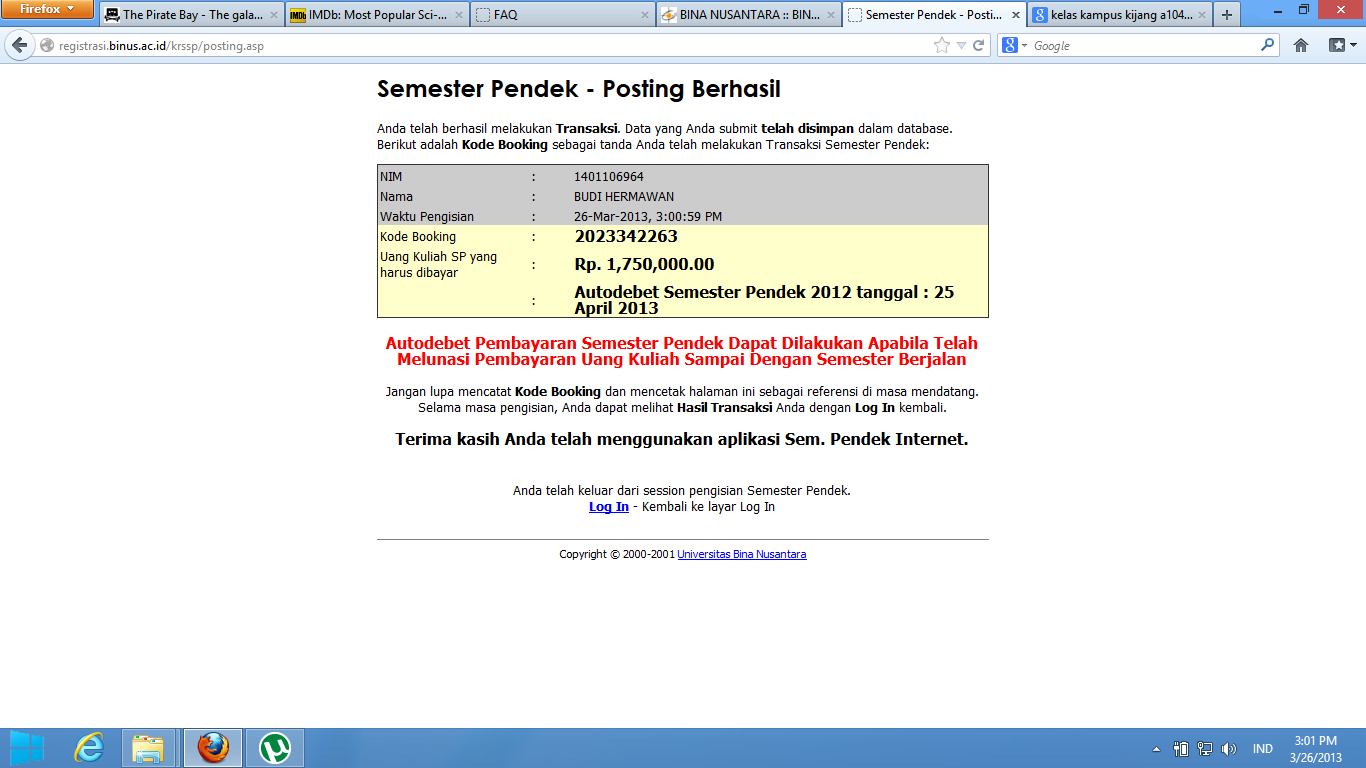 Firefox
The Pirate Bay - The gala...
IMDb IMDb: Most Popular Sci-...
FAQ
BINA NUSANTARA :: BIN...
Semester Pendek - Posti...
kelas kampus kijang a104...
registrasi.binus.ac.id/krssp/posting.asp
Google
Semester Pendek - Posting Berhasil
Anda telah berhasil melakukan Transaksi. Data yang Anda submit telah disimpan dalam database.
Berikut adalah Kode Booking sebagai tanda Anda telah melakukan Transaksi Semester Pendek:
NIM : 1401106964
Nama : BUDI HERMAWAN
Waktu Pengisian : 26-Mar-2013, 3:00:59 PM
Kode Booking : 2023342263
Uang Kuliah SP yang
harus dibayar : Rp. 1,750,000.00
: Autodebet Semester Pendek 2012 tanggal : 25
April 2013
Autodebet Pembayaran Semester Pendek Dapat Dilakukan Apabila Telah
Melunasi Pembayaran Uang Kuliah Sampai Dengan Semester Berjalan
Jangan lupa mencatat Kode Booking dan mencetak halaman ini sebagai referensi di masa mendatang.
Selama masa pengisian, Anda dapat melihat Hasil Transaksi Anda dengan Log In kembali.
Terima kasih Anda telah menggunakan aplikasi Sem. Pendek Internet.
Anda telah keluar dari session pengisian Semester Pendek.
Log In - Kembali ke layar Log In
Copyright © 2000-2001 Universitas Bina Nusantara
IND
3:01 PM
3/26/2013